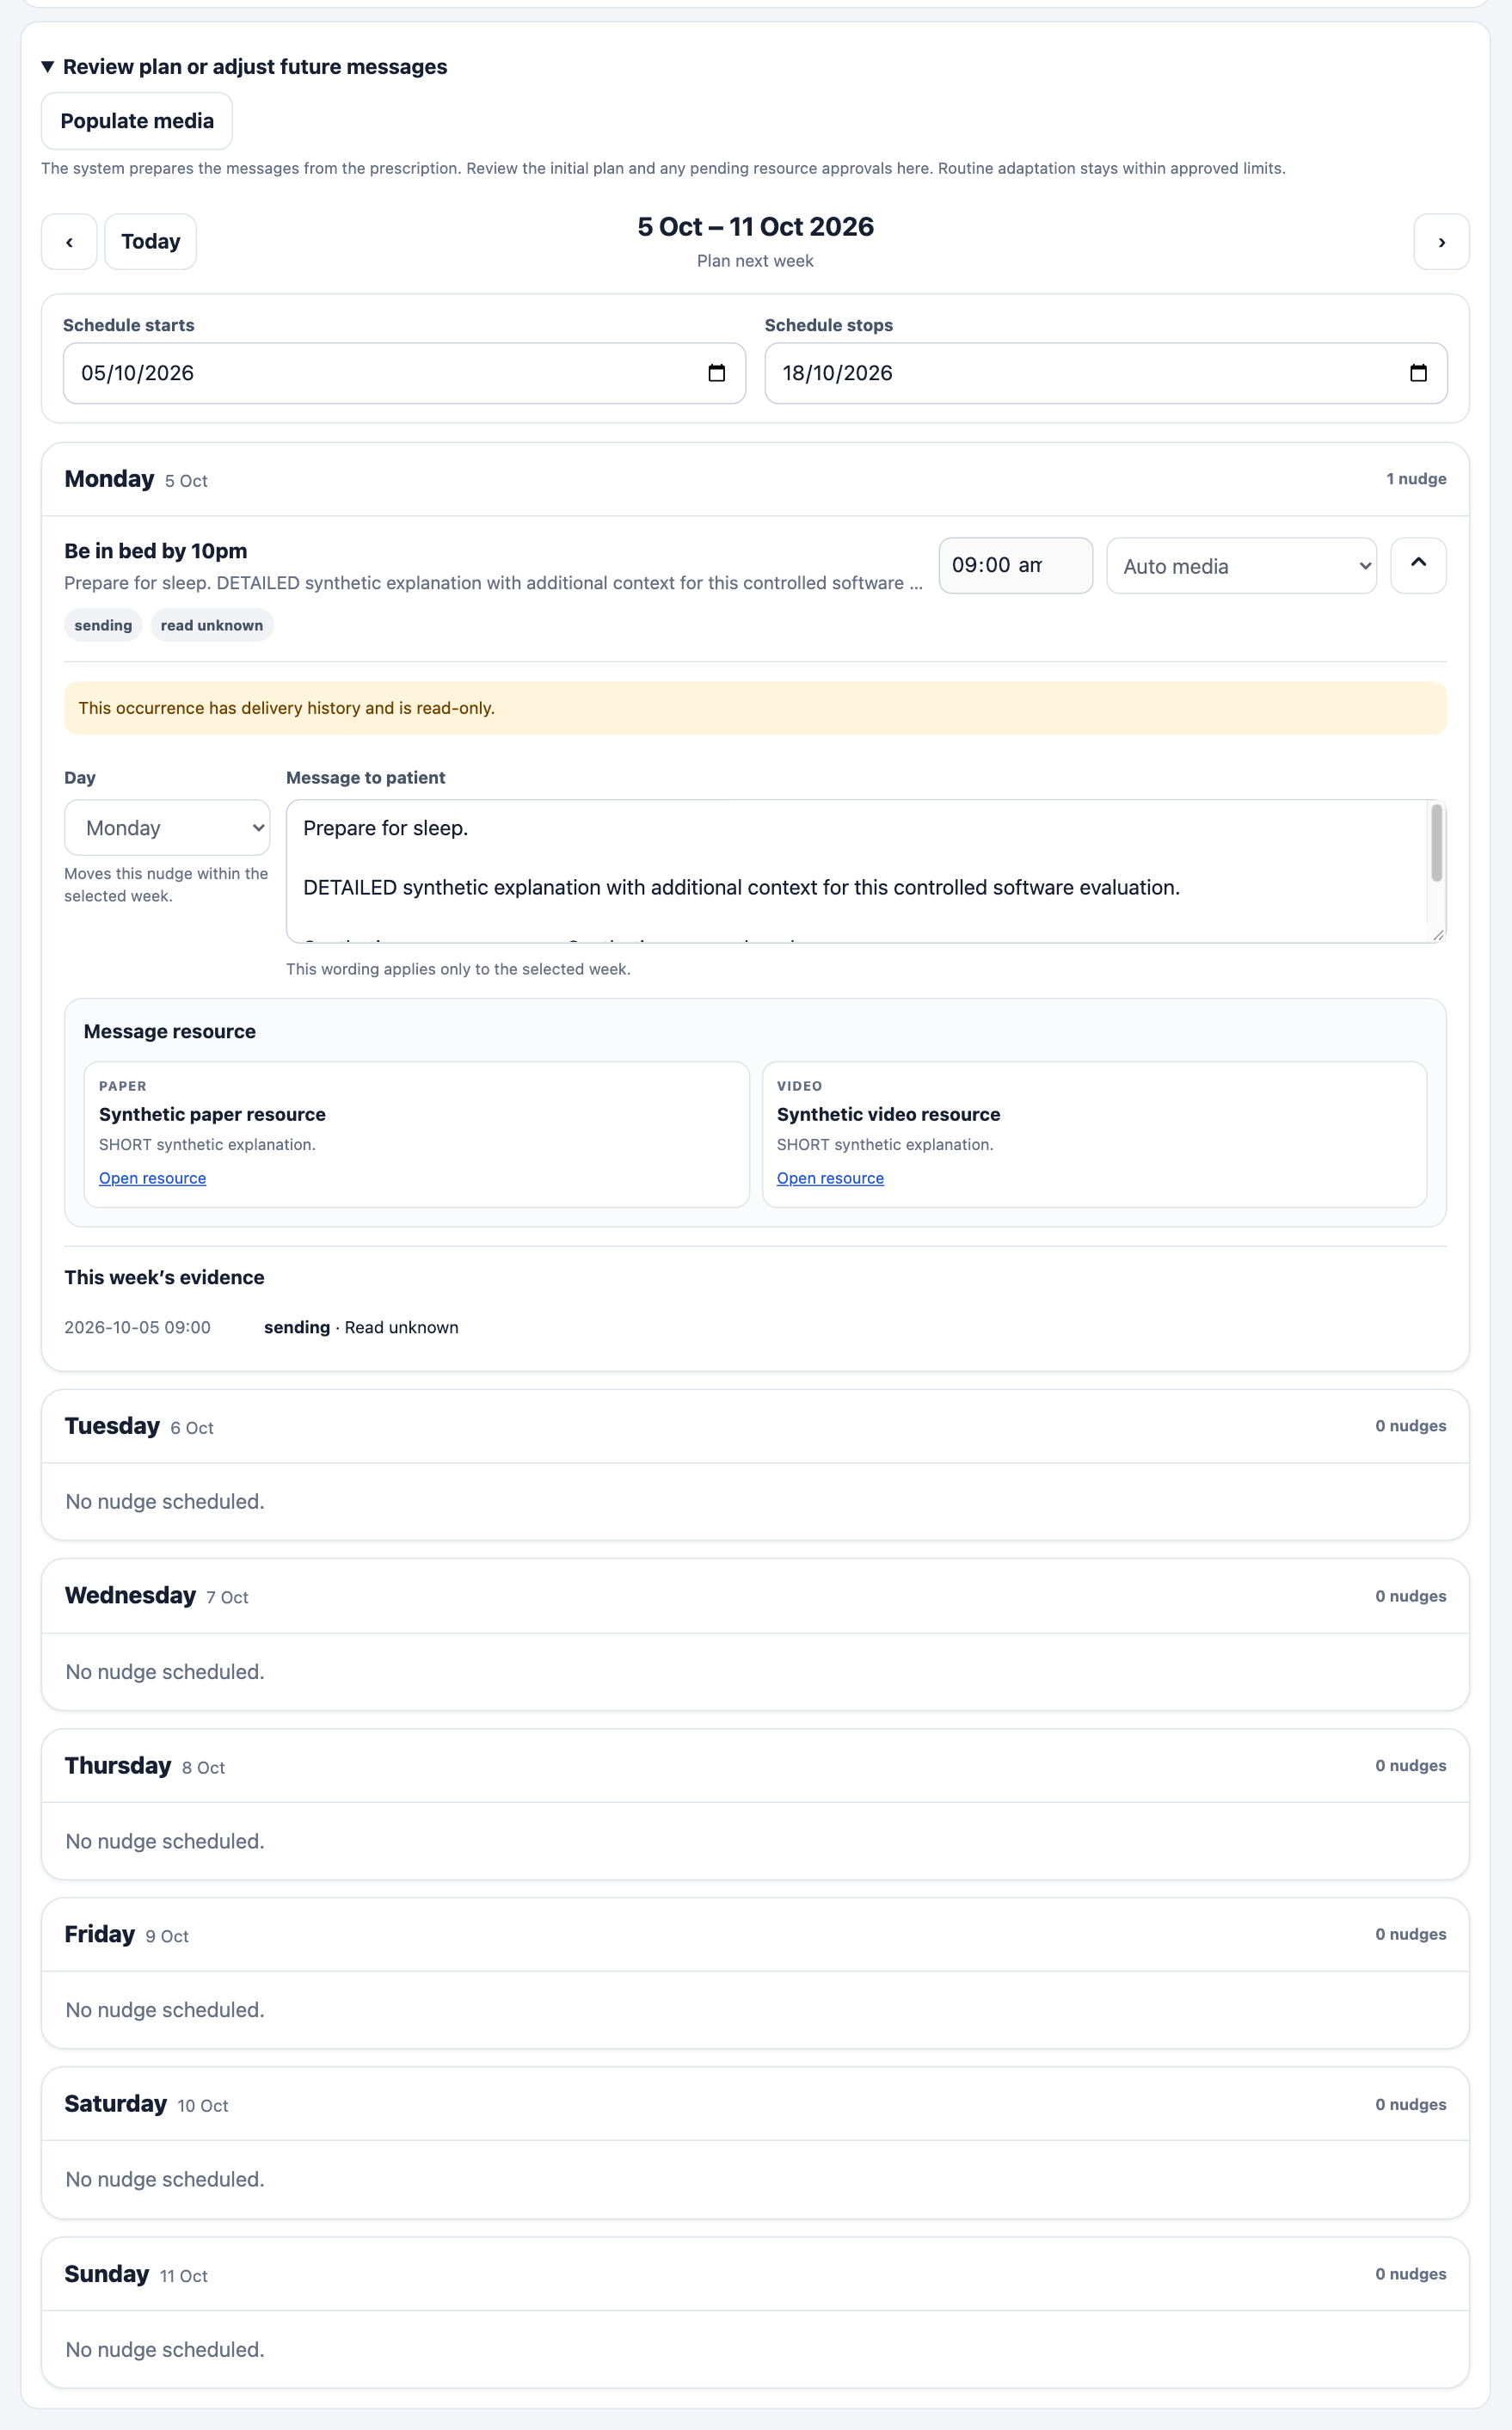 ▼ Review plan or adjust future messages
Populate media
The system prepares the messages from the prescription. Review the initial plan and any pending resource approvals here. Routine adaptation stays within approved limits.
‹ Today 5 Oct – 11 Oct 2026 ›
Plan next week
Schedule starts Schedule stops
05/10/2026 18/10/2026
Monday 5 Oct 1 nudge
Be in bed by 10pm 09:00 am Auto media
Prepare for sleep. DETAILED synthetic explanation with additional context for this controlled software ...
sending read unknown
This occurrence has delivery history and is read-only.
Day Message to patient
Monday
Moves this nudge within the
selected week.
Prepare for sleep.
DETAILED synthetic explanation with additional context for this controlled software evaluation.
This wording applies only to the selected week.
Message resource
PAPER
Synthetic paper resource
SHORT synthetic explanation.
Open resource
VIDEO
Synthetic video resource
SHORT synthetic explanation.
Open resource
This week’s evidence
2026-10-05 09:00 sending · Read unknown
Tuesday 6 Oct 0 nudges
No nudge scheduled.
Wednesday 7 Oct 0 nudges
No nudge scheduled.
Thursday 8 Oct 0 nudges
No nudge scheduled.
Friday 9 Oct 0 nudges
No nudge scheduled.
Saturday 10 Oct 0 nudges
No nudge scheduled.
Sunday 11 Oct 0 nudges
No nudge scheduled.